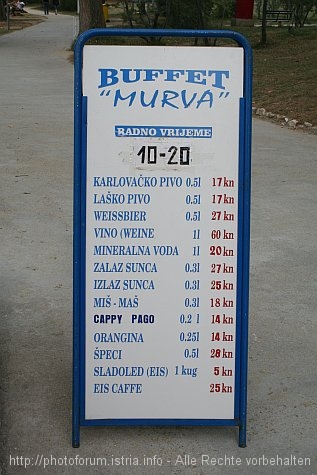 BUFFET
"MURVA"
RADNO VRIJEME
10-20
KARLOVAČKO PIVO 0.5l 17 kn
LAŠKO PIVO 0.5l 17 kn
WEISSBIER 0.5l 27 kn
VINO (WEINE 1l 60 kn
MINERALNA VODA 1l 20 kn
ZALAZ SUNCA 0.3l 27 kn
IZLAZ SUNCA 0.3l 25 kn
MIŠ - MAŠ 0.3l 18 kn
CAPPY PAGO 0.2 l 14 kn
ORANGINA 0.25l 14 kn
ŠPECI 0.5l 28 kn
SLADOLED (EIS) 1 kug 5 kn
EIS CAFFE 25 kn
http://photoforum.istria.info - Alle Rechte vorbehalten